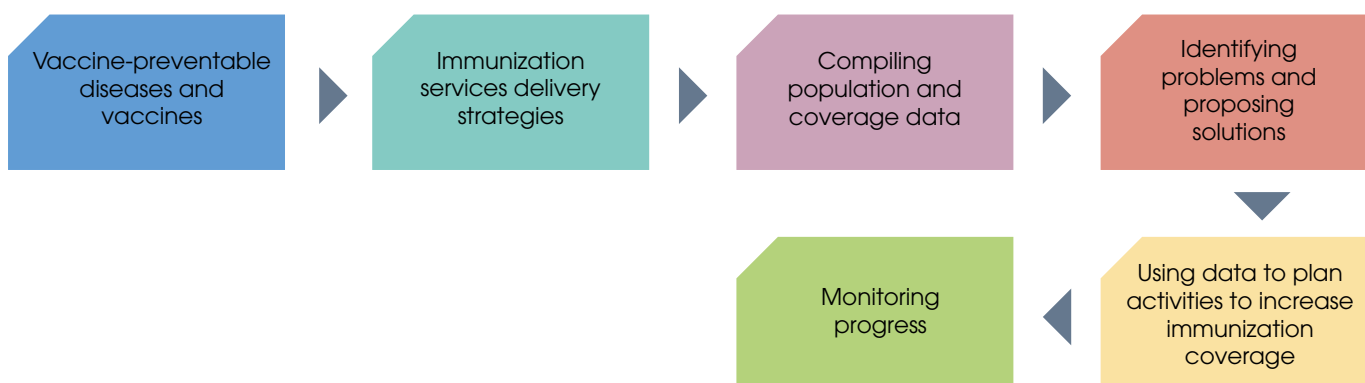 Vaccine-preventable
diseases and
vaccines
Immunization
services delivery
strategies
Compiling
population and
coverage data
Identifying
problems and
proposing
solutions
Using data to plan
activities to increase
immunization
coverage
Monitoring
progress